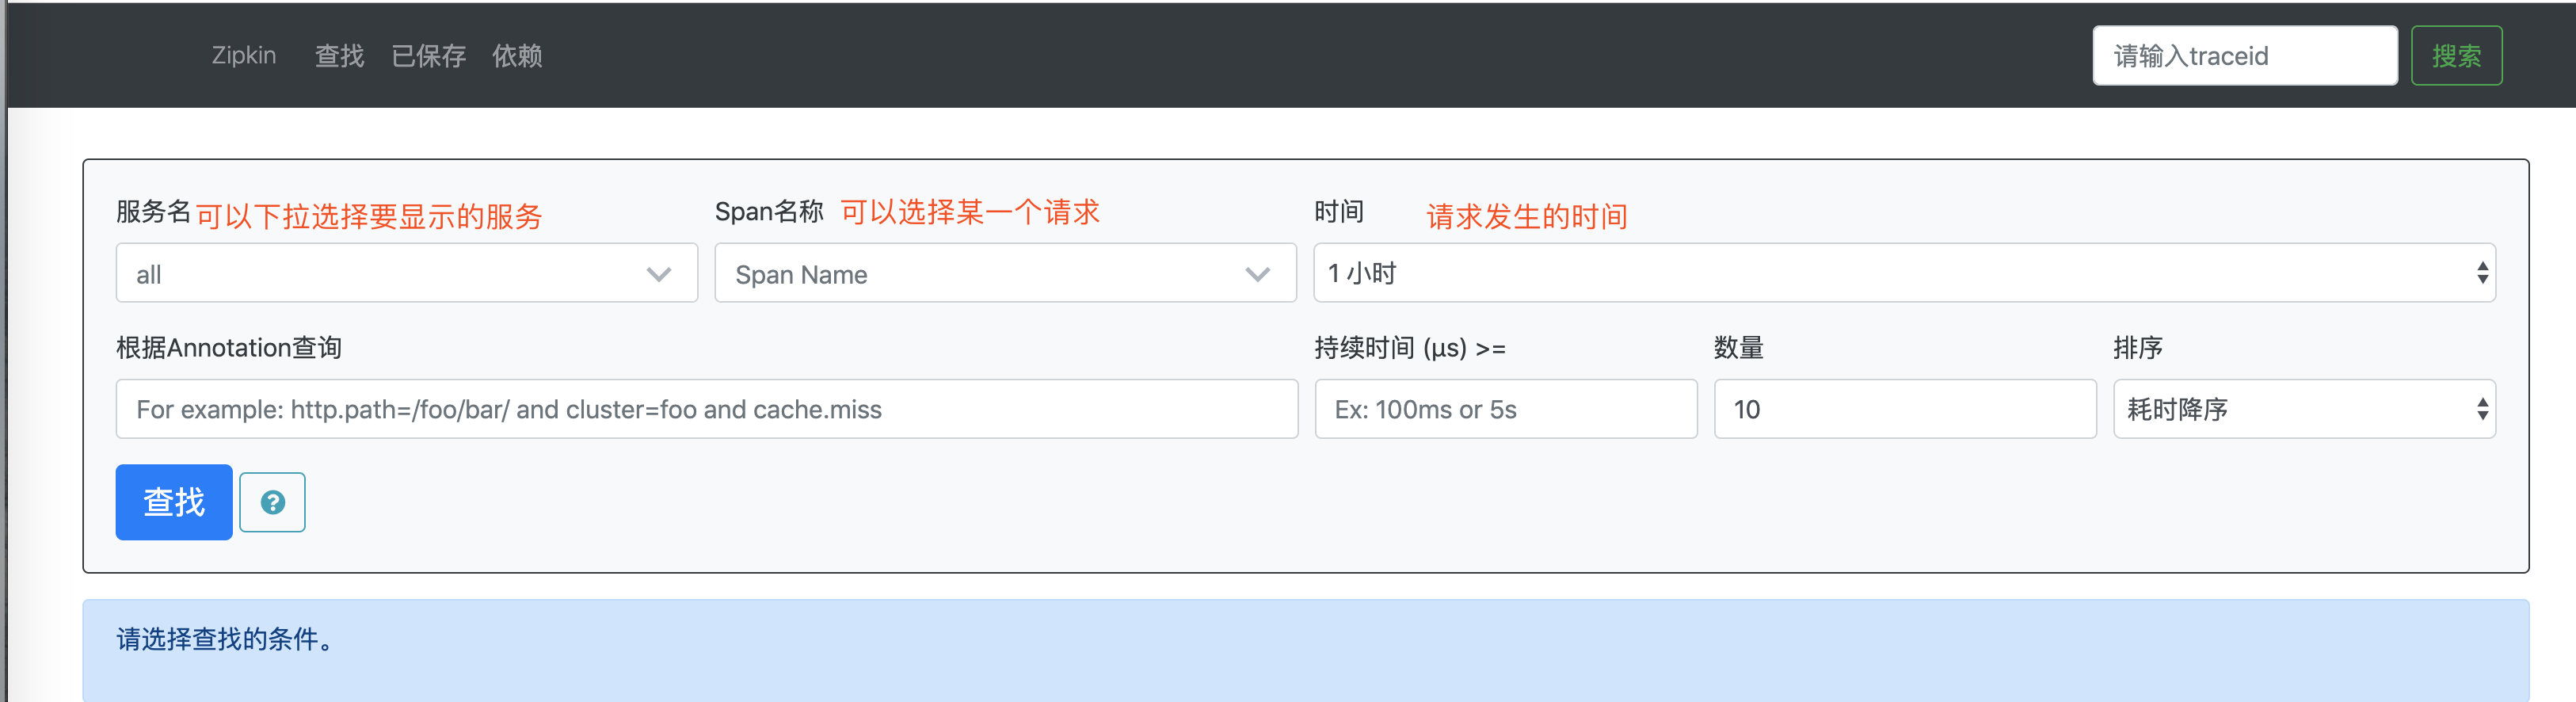 Zipkin 查找 已保存 依赖 请输入traceid 搜索
服务名 可以下拉选择要显示的服务 Span名称 可以选择某一个请求 时间 请求发生的时间
all Span Name 1 小时
根据Annotation查询 持续时间 (μs) >= 数量 排序
For example: http.path=/foo/bar/ and cluster=foo and cache.miss Ex: 100ms or 5s 10 耗时降序
查找 ?
请选择查找的条件。